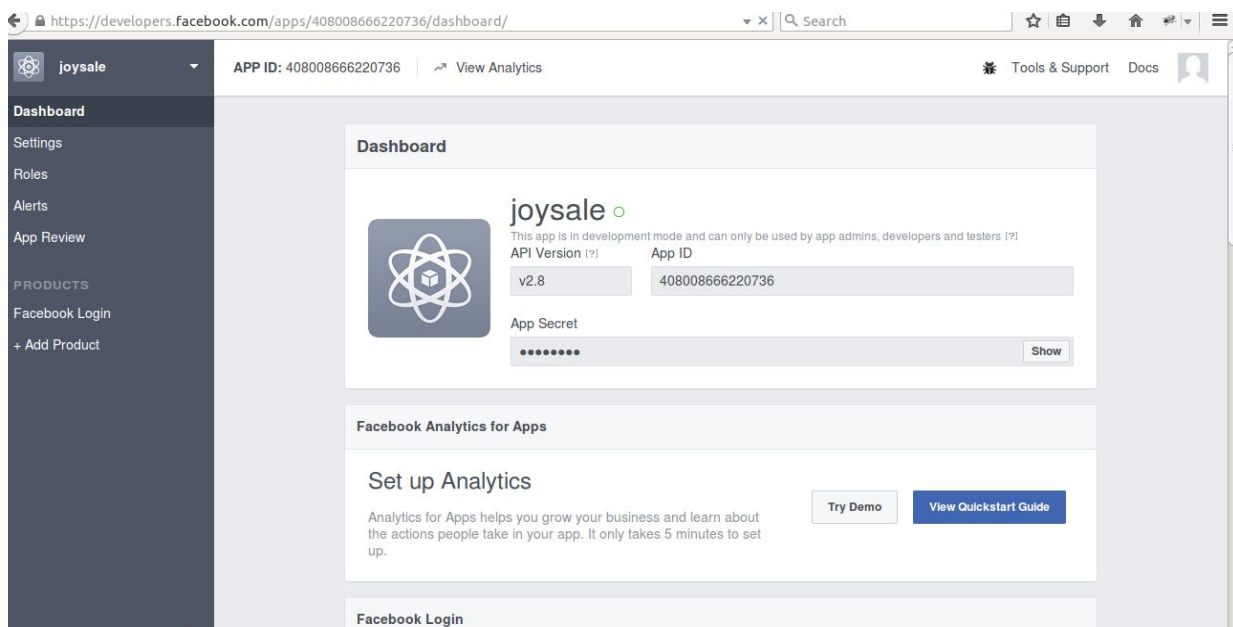 https://developers.facebook.com/apps/408008666220736/dashboard/
Search
joysale
APP ID: 408008666220736
View Analytics
Tools & Support
Docs
Dashboard
Settings
Roles
Alerts
App Review
PRODUCTS
Facebook Login
+ Add Product
Dashboard
joysale
This app is in development mode and can only be used by app admins, developers and testers [?]
API Version [?]
App ID
v2.8
408008666220736
App Secret
●●●●●●●●
Show
Facebook Analytics for Apps
Set up Analytics
Analytics for Apps helps you grow your business and learn about
the actions people take in your app. It only takes 5 minutes to set
up.
Try Demo
View Quickstart Guide
Facebook Login